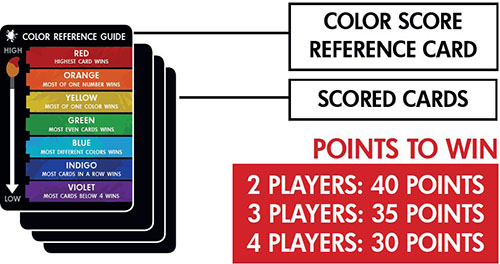 COLOR REFERENCE GUIDE
HIGH
RED
HIGHEST CARD WINS
ORANGE
MOST OF ONE NUMBER WINS
YELLOW
MOST OF ONE COLOR WINS
GREEN
MOST EVEN CARDS WINS
BLUE
MOST DIFFERENT COLORS WINS
INDIGO
MOST CARDS IN A ROW WINS
VIOLET
MOST CARDS BELOW 4 WINS
LOW
COLOR SCORE
REFERENCE CARD
SCORED CARDS
POINTS TO WIN
2 PLAYERS: 40 POINTS
3 PLAYERS: 35 POINTS
4 PLAYERS: 30 POINTS